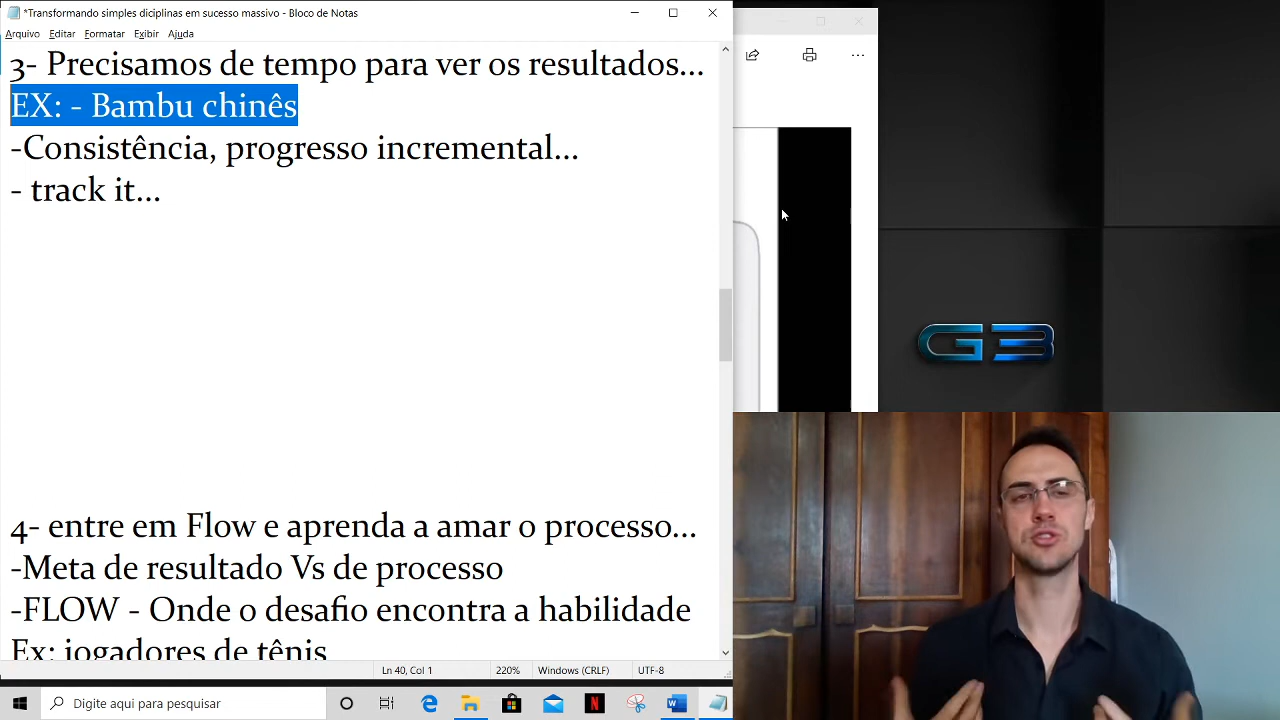 *Transformando simples diciplinas em sucesso massivo - Bloco de Notas
Arquivo Editar Formatar Exibir Ajuda
3- Precisamos de tempo para ver os resultados...
EX: - Bambu chinês
-Consistência, progresso incremental...
- track it...
4- entre em Flow e aprenda a amar o processo...
-Meta de resultado Vs de processo
-FLOW - Onde o desafio encontra a habilidade
Ex: jogadores de tênis
Ln 40, Col 1 220% Windows (CRLF) UTF-8
Digite aqui para pesquisar
G3